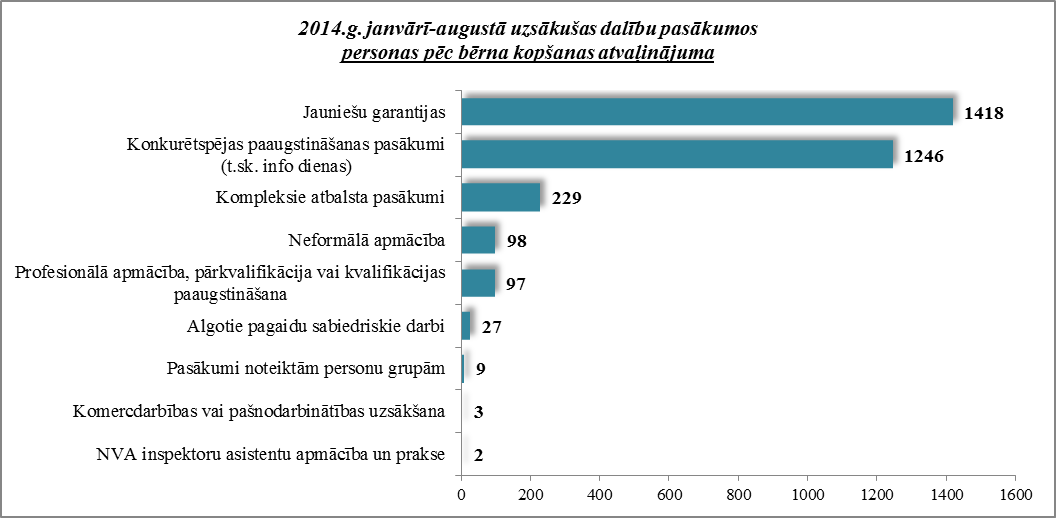 2014.g. janvārī-augustā uzsākušas dalību pasākumos
personas pēc bērna kopšanas atvaļinājuma
Jauniešu garantijas
1418
Konkurētspējas paaugstināšanas pasākumi
(t.sk. info dienas)
1246
Kompleksie atbalsta pasākumi
229
Neformālā apmācība
98
Profesionālā apmācība, pārkvalifikācija vai kvalifikācijas
paaugstināšana
97
Algotie pagaidu sabiedriskie darbi
27
Pasākumi noteiktām personu grupām
9
Komercdarbības vai pašnodarbinātības uzsākšana
3
NVA inspektoru asistentu apmācība un prakse
2
0 200 400 600 800 1000 1200 1400 1600